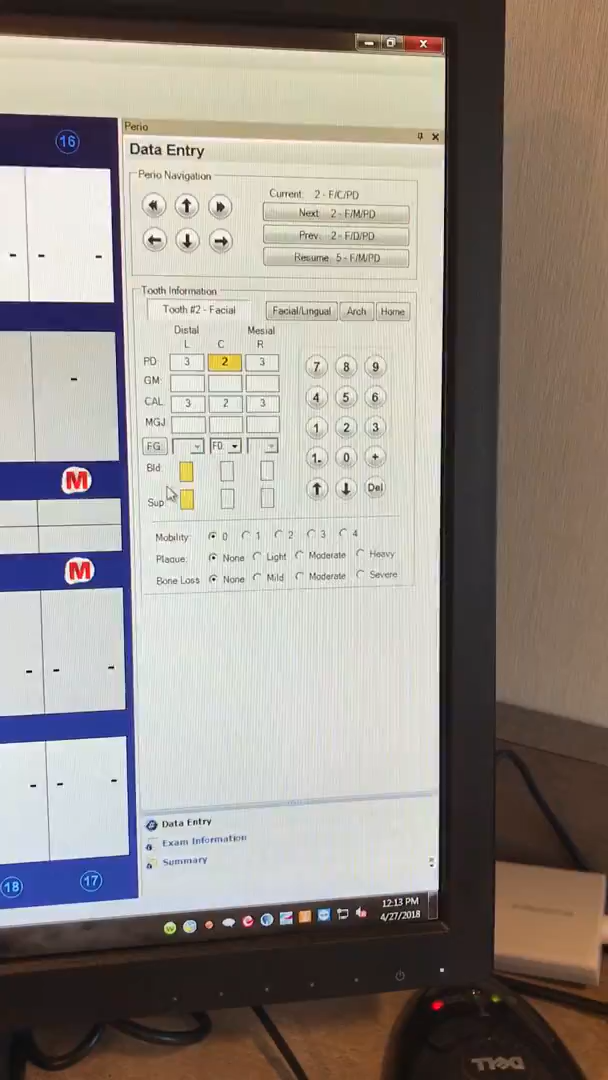 Perio
16
Data Entry
Perio Navigation
Current: 2 - F/C/PD
Next: 2 - F/M/PD
Prev: 2 - F/D/PD
Resume: 5 - F/M/PD
Tooth Information
Tooth #2 - Facial
Facial/Lingual
Arch
Home
Distal Mesial
L C R
PD: 3 2 3
GM:
CAL: 3 2 3
MGJ:
FG FD
Bld:
Sup
7 8 9
4 5 6
1 2 3
1. 0 +
Del
M
M
Mobility: 0 1 2 3 4
Plaque: None Light Moderate Heavy
Bone Loss None Mild Moderate Severe
Data Entry
Exam Information
Summary
18
17
12:13 PM
4/27/2018
DELL